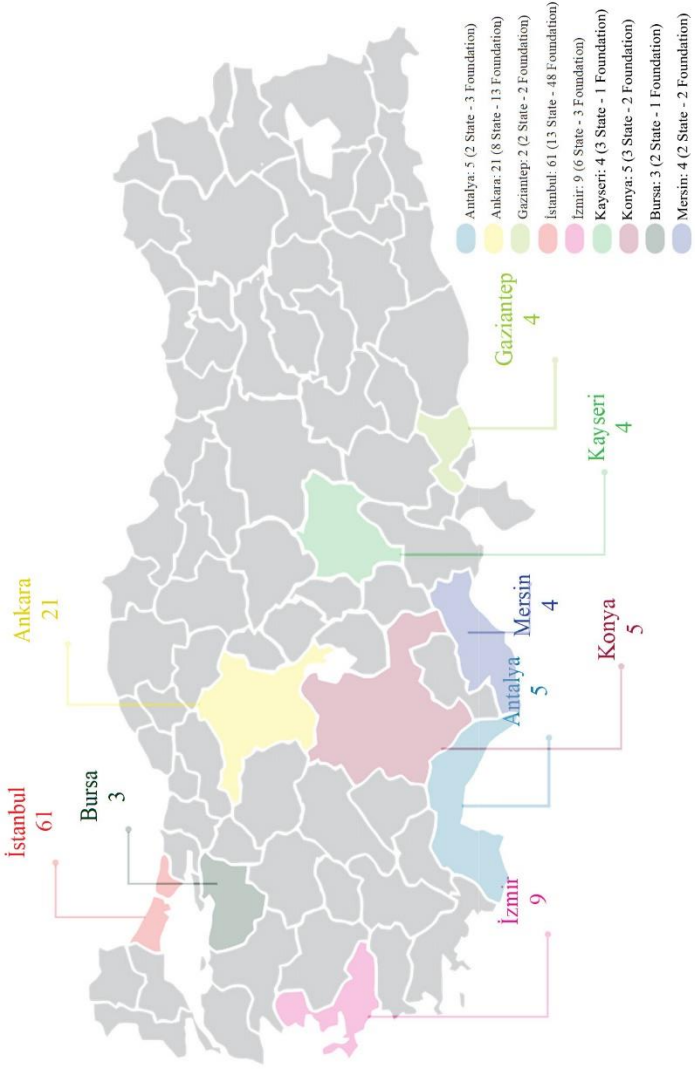 İstanbul
61
Bursa
3
Ankara
21
İzmir
9
Antalya
5
Mersin
4
Konya
5
Kayseri
4
Gaziantep
4
Antalya: 5 (2 State - 3 Foundation)
Ankara: 21 (8 State - 13 Foundation)
Gaziantep: 2 (2 State - 2 Foundation)
İstanbul: 61 (13 State - 48 Foundation)
İzmir: 9 (6 State - 3 Foundation)
Kayseri: 4 (3 State - 1 Foundation)
Konya: 5 (3 State - 2 Foundation)
Bursa: 3 (2 State - 1 Foundation)
Mersin: 4 (2 State - 2 Foundation)